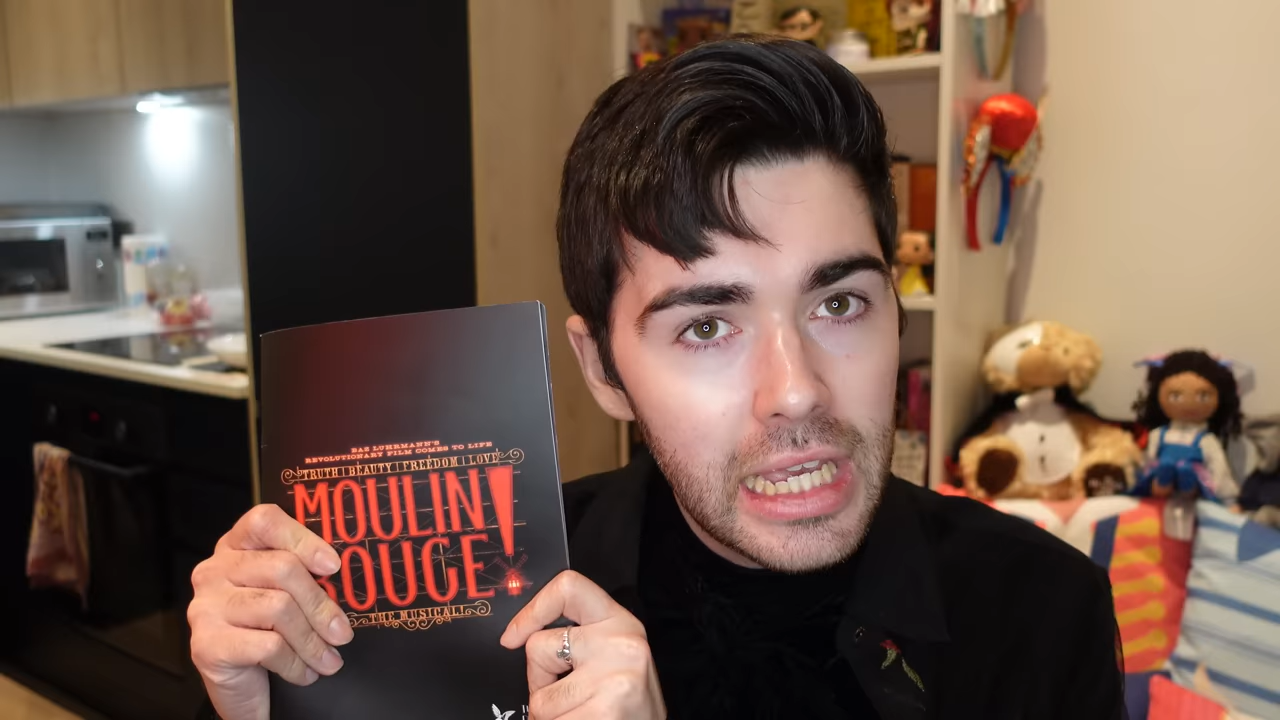 BAZ LUHRMANN'S
REVOLUTIONARY FILM COMES TO LIFE
TRUTH | BEAUTY | FREEDOM | LOVE
MOULIN
ROUGE!
THE MUSICAL